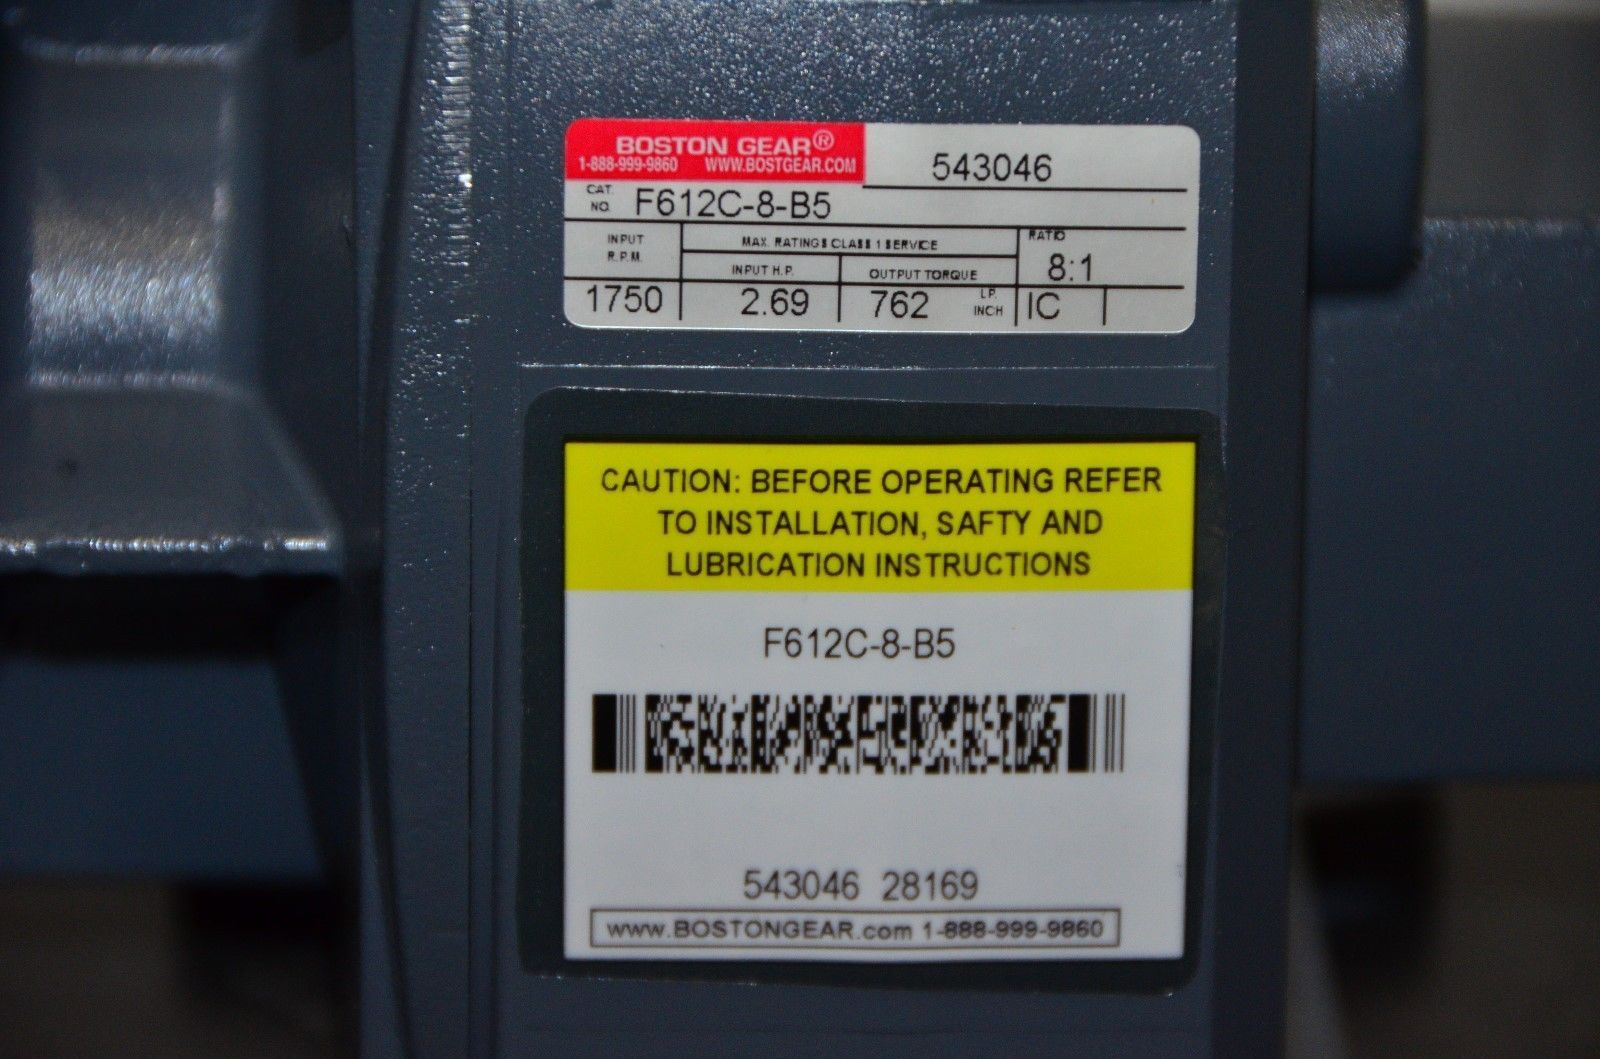 BOSTON GEAR®
1-888-999-9860 WWW.BOSTGEAR.COM
543046
CAT.
NO. F612C-8-B5
INPUT
R.P.M.
MAX. RATINGS CLASS 1 SERVICE
RATIO
INPUT H.P.
OUTPUT TORQUE
8:1
1750
2.69
762
LP.
INCH
IC
CAUTION: BEFORE OPERATING REFER
TO INSTALLATION, SAFTY AND
LUBRICATION INSTRUCTIONS
F612C-8-B5
543046 28169
www.BOSTONGEAR.com 1-888-999-9860